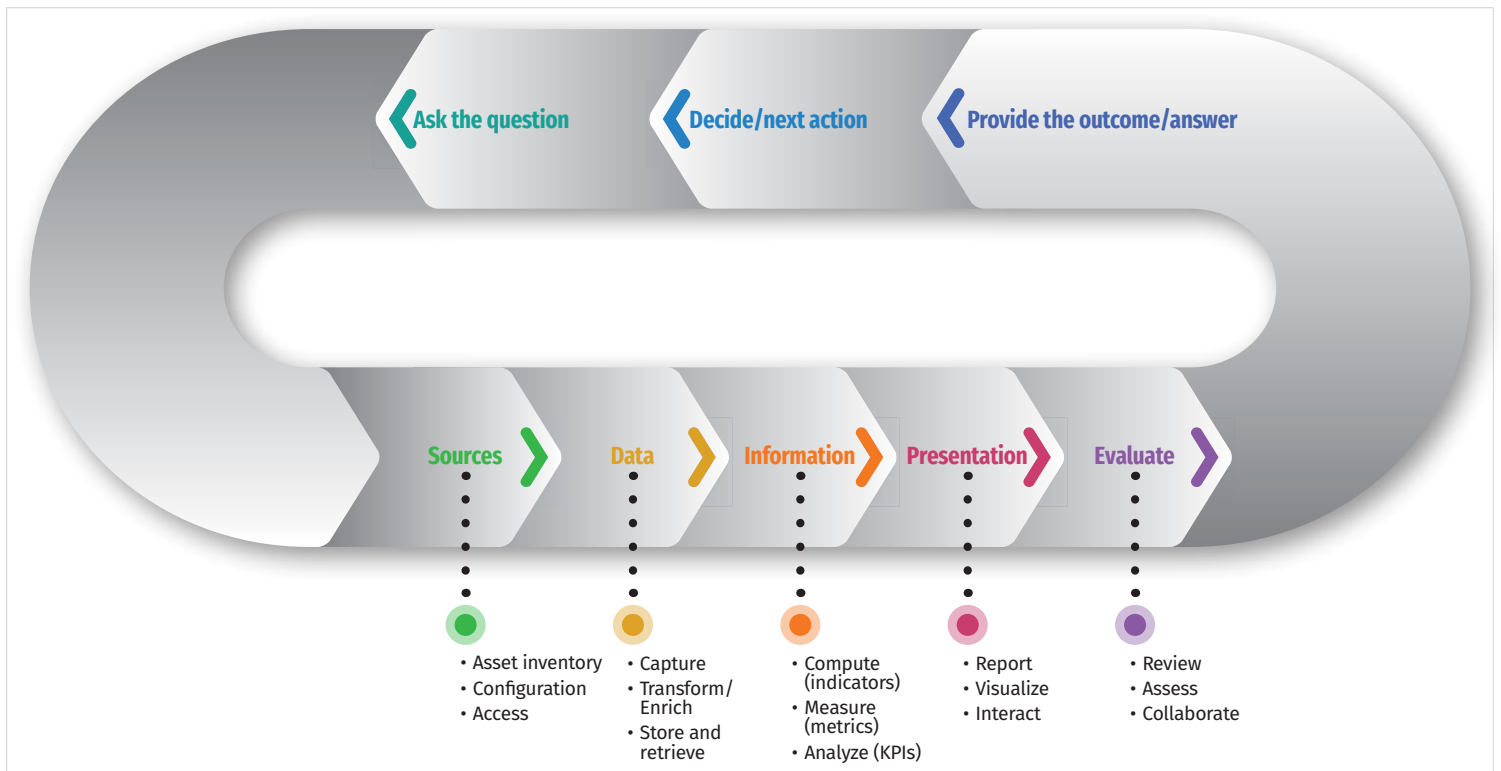 Ask the question
Decide/next action
Provide the outcome/answer
Sources
Data
Information
Presentation
Evaluate
• Asset inventory
• Configuration
• Access
• Capture
• Transform/
Enrich
• Store and
retrieve
• Compute
(indicators)
• Measure
(metrics)
• Analyze (KPIs)
• Report
• Visualize
• Interact
• Review
• Assess
• Collaborate